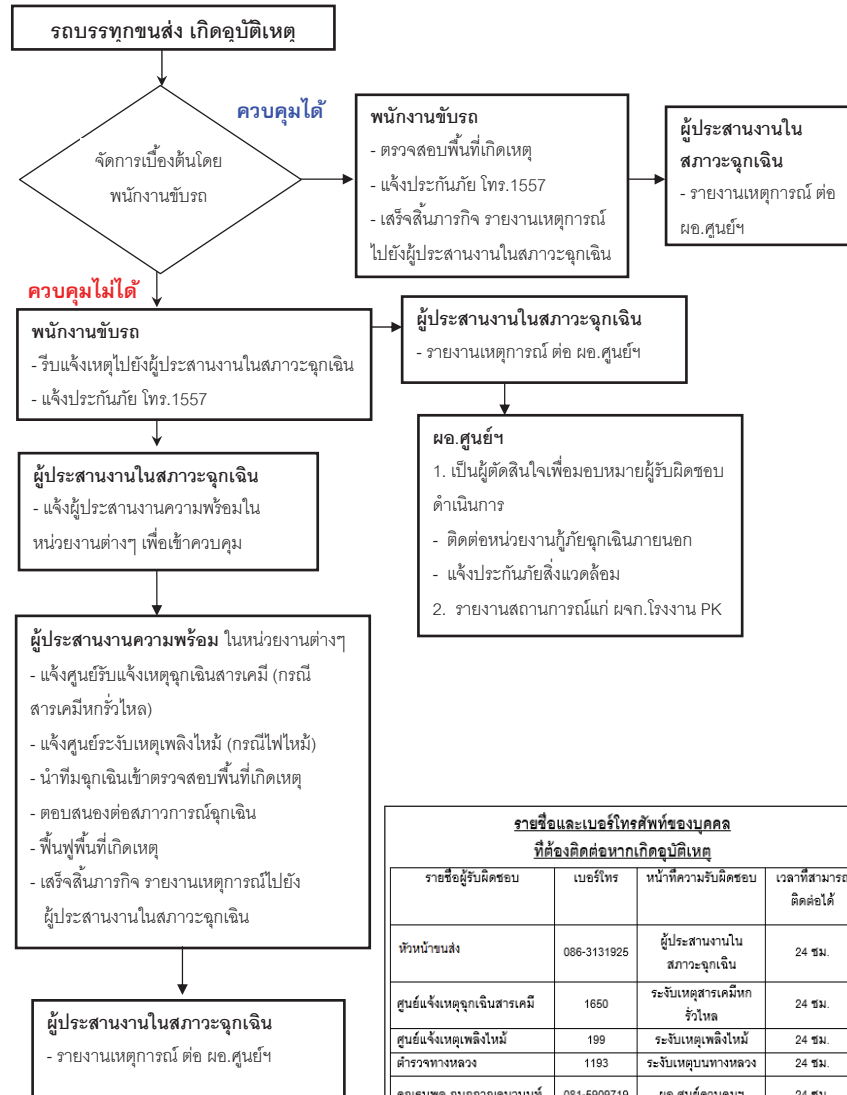 รถบรรทุกขนส่ง เกิดอุบัติเหตุ
จัดการเบื้องต้นโดย
พนักงานขับรถ
ควบคุมได้
พนักงานขับรถ
- ตรวจสอบพื้นที่เกิดเหตุ
- แจ้งประกันภัย โทร.1557
- เสร็จสิ้นภารกิจ รายงานเหตุการณ์
ไปยังผู้ประสานงานในสภาวะฉุกเฉิน
ผู้ประสานงานใน
สภาวะฉุกเฉิน
- รายงานเหตุการณ์ ต่อ
ผอ.ศูนย์ฯ
ควบคุมไม่ได้
พนักงานขับรถ
- รีบแจ้งเหตุไปยังผู้ประสานงานในสภาวะฉุกเฉิน
- แจ้งประกันภัย โทร.1557
ผู้ประสานงานในสภาวะฉุกเฉิน
- รายงานเหตุการณ์ ต่อ ผอ.ศูนย์ฯ
ผอ.ศูนย์ฯ
1. เป็นผู้ตัดสินใจเพื่อมอบหมายผู้รับผิดชอบ
ดำเนินการ
- ติดต่อหน่วยงานกู้ภัยฉุกเฉินภายนอก
- แจ้งประกันภัยสิ่งแวดล้อม
2. รายงานสถานการณ์แก่ ผจก.โรงงาน PK
ผู้ประสานงานในสภาวะฉุกเฉิน
- แจ้งผู้ประสานงานความพร้อมใน
หน่วยงานต่างๆ เพื่อเข้าควบคุม
ผู้ประสานงานความพร้อม ในหน่วยงานต่างๆ
- แจ้งศูนย์รับแจ้งเหตุฉุกเฉินสารเคมี (กรณี
สารเคมีหกรั่วไหล)
- แจ้งศูนย์ระงับเหตุเพลิงไหม้ (กรณีไฟไหม้)
- นำทีมฉุกเฉินเข้าตรวจสอบพื้นที่เกิดเหตุ
- ตอบสนองต่อสภาวการณ์ฉุกเฉิน
- ฟื้นฟูพื้นที่เกิดเหตุ
- เสร็จสิ้นภารกิจ รายงานเหตุการณ์ไปยัง
ผู้ประสานงานในสภาวะฉุกเฉิน
ผู้ประสานงานในสภาวะฉุกเฉิน
- รายงานเหตุการณ์ ต่อ ผอ.ศูนย์ฯ
รายชื่อและเบอร์โทรศัพท์ของบุคคล
ที่ต้องติดต่อหากเกิดอุบัติเหตุ
รายชื่อผู้รับผิดชอบ เบอร์โทร หน้าที่ความรับผิดชอบ เวลาที่สามารถ
ติดต่อได้
หัวหน้าขนส่ง 086-3131925 ผู้ประสานงานใน
สภาวะฉุกเฉิน 24 ชม.
ศูนย์แจ้งเหตุฉุกเฉินสารเคมี 1650 ระงับเหตุสารเคมีหก
รั่วไหล 24 ชม.
ศูนย์แจ้งเหตุเพลิงไหม้ 199 ระงับเหตุเพลิงไหม้ 24 ชม.
ตำรวจทางหลวง 1193 ระงับเหตุบนทางหลวง 24 ชม.
081-5909719